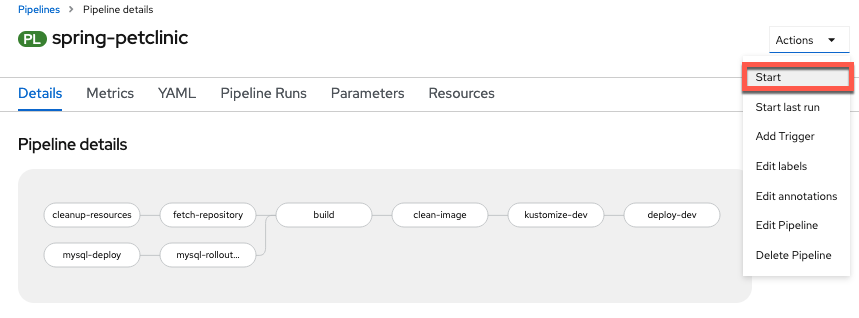 Pipelines > Pipeline details
PL spring-petclinic
Actions
Start
Start last run
Add Trigger
Edit labels
Edit annotations
Edit Pipeline
Delete Pipeline
Details Metrics YAML Pipeline Runs Parameters Resources
Pipeline details
cleanup-resources fetch-repository build clean-image kustomize-dev deploy-dev
mysql-deploy mysql-rollout...